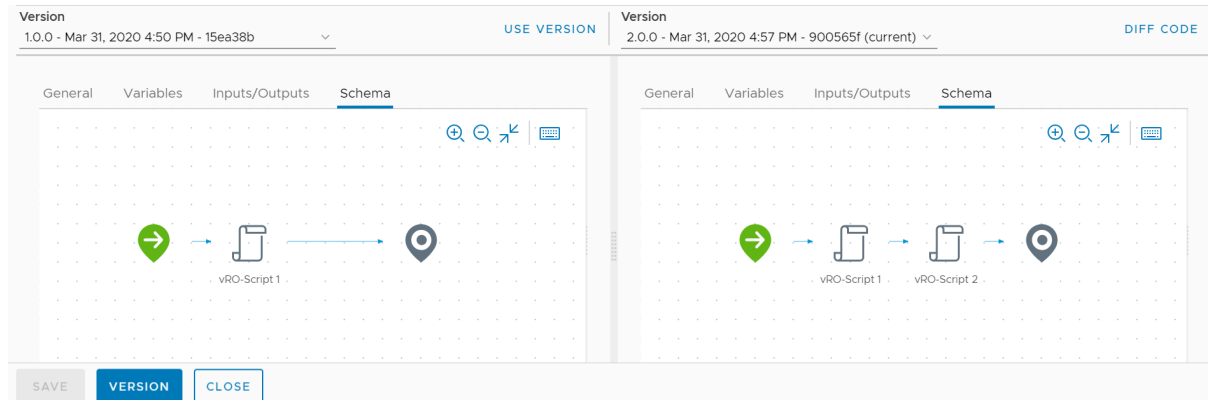 Version
1.0.0 - Mar 31, 2020 4:50 PM - 15ea38b
USE VERSION
General Variables Inputs/Outputs Schema
vRO-Script 1
Version
2.0.0 - Mar 31, 2020 4:57 PM - 900565f (current)
DIFF CODE
General Variables Inputs/Outputs Schema
vRO-Script 1 vRO-Script 2
SAVE VERSION CLOSE